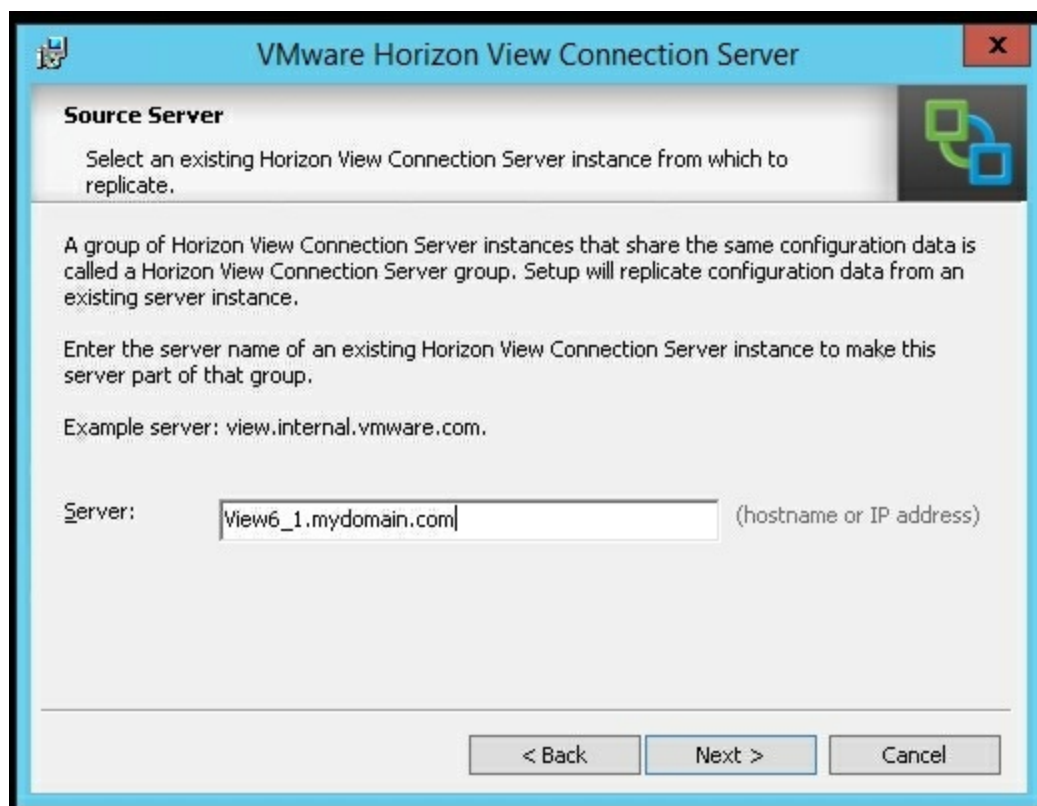 VMware Horizon View Connection Server
x
Source Server
Select an existing Horizon View Connection Server instance from which to
replicate.
A group of Horizon View Connection Server instances that share the same configuration data is
called a Horizon View Connection Server group. Setup will replicate configuration data from an
existing server instance.
Enter the server name of an existing Horizon View Connection Server instance to make this
server part of that group.
Example server: view.internal.vmware.com.
Server: View6_1.mydomain.com (hostname or IP address)
< Back Next > Cancel